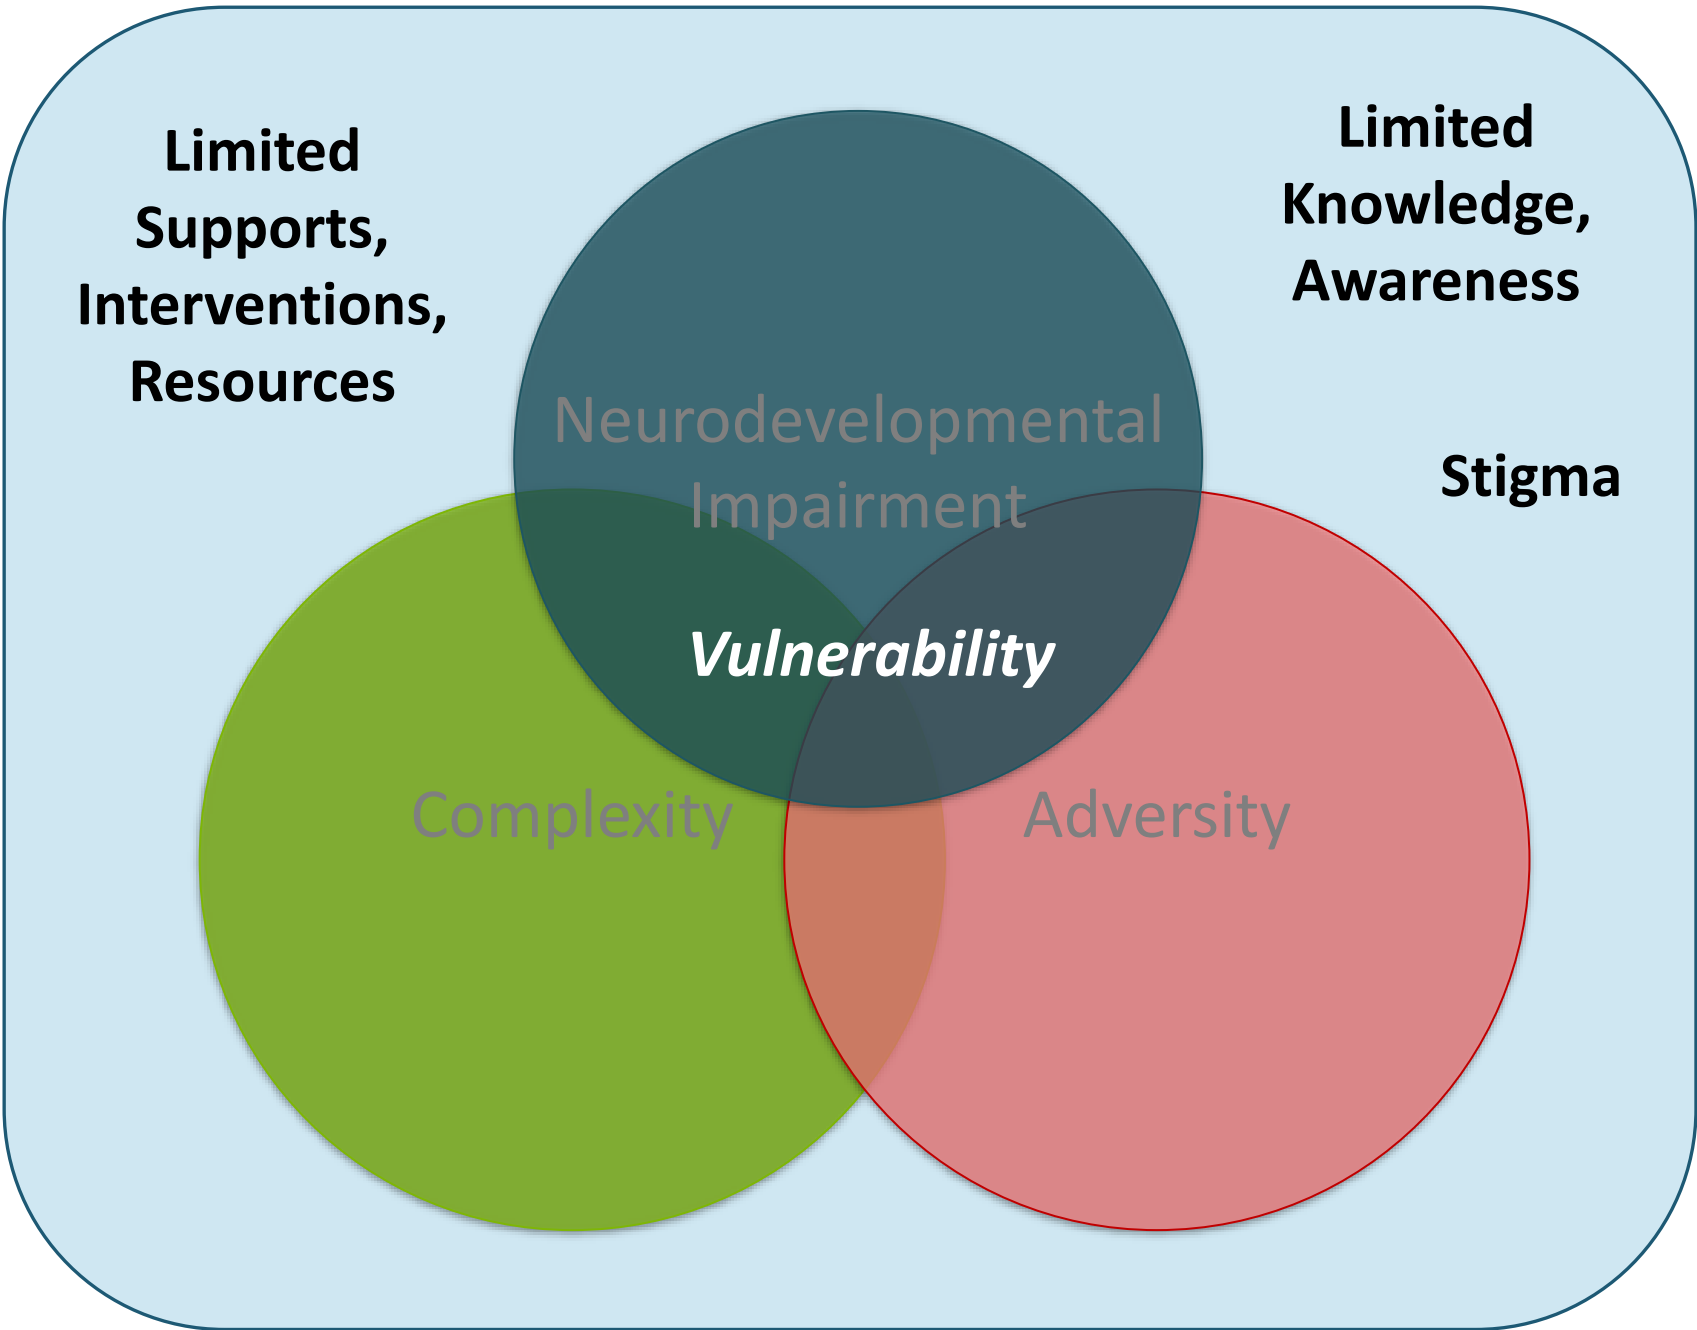 Limited
Supports,
Interventions,
Resources
Limited
Knowledge,
Awareness
Stigma
Neurodevelopmental
Impairment
Vulnerability
Complexity
Adversity